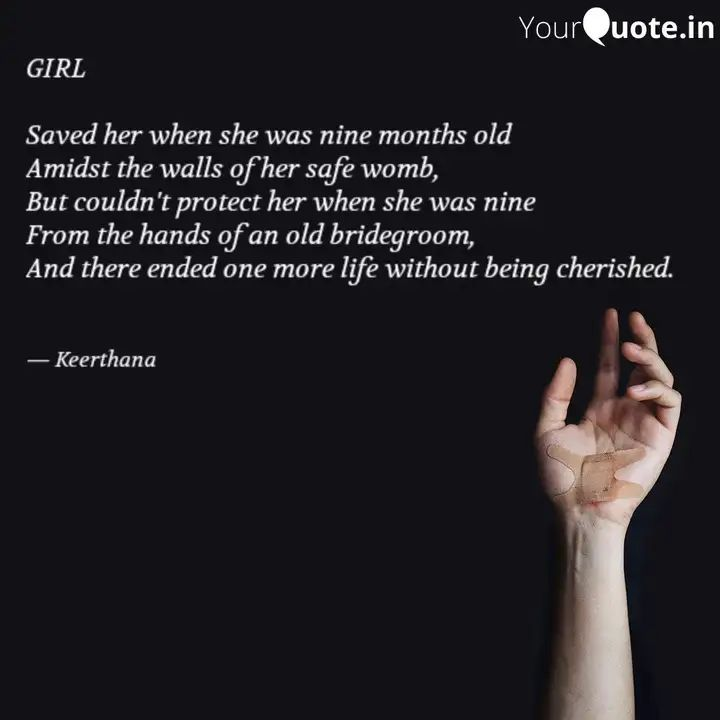 YourQuote.in
GIRL
Saved her when she was nine months old
Amidst the walls of her safe womb,
But couldn't protect her when she was nine
From the hands of an old bridegroom,
And there ended one more life without being cherished.
— Keerthana